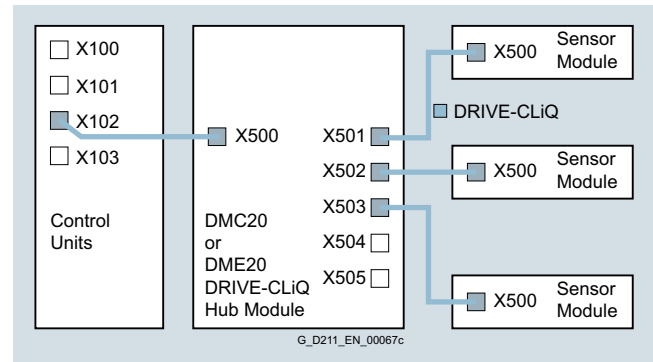 X100
X101
X102
X103
Control
Units
X500
X501
X502
X503
X504
X505
DMC20
or
DME20
DRIVE-CLiQ
Hub Module
X500
Sensor
Module
DRIVE-CLiQ
X500
Sensor
Module
X500
Sensor
Module
G_D211_EN_00067c